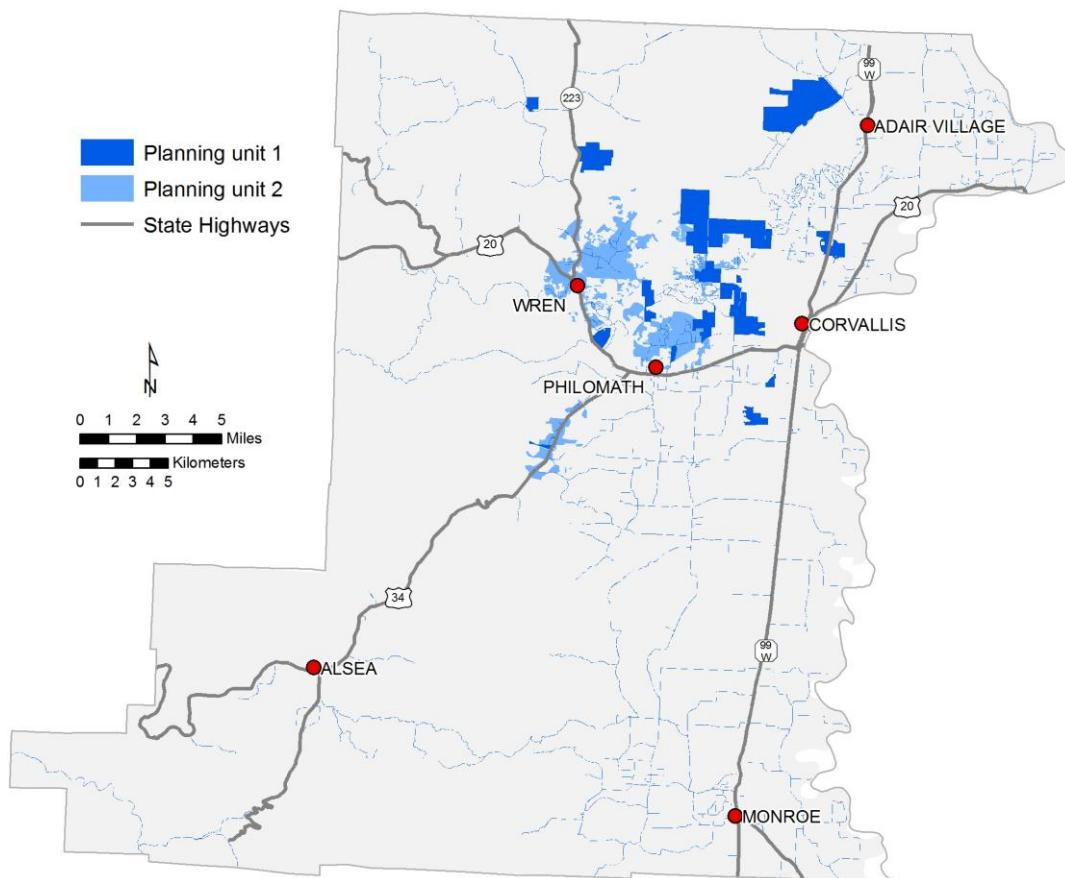 99
W
223
ADAIR VILLAGE
Planning unit 1
Planning unit 2
State Highways
20
20
WREN
CORVALLIS
N
PHILOMATH
0 1 2 3 4 5
Miles
Kilometers
0 1 2 3 4 5
34
99
W
ALSEA
MONROE